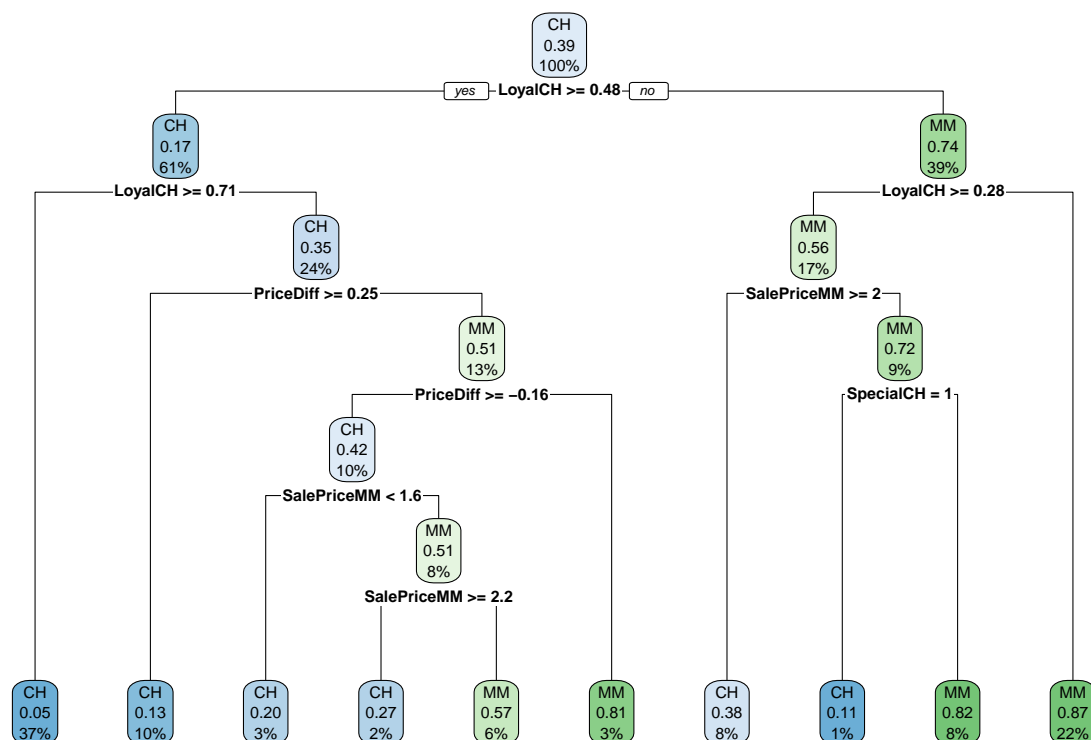 CH
0.39
100%
yes LoyalCH >= 0.48 no
CH
0.17
61%
MM
0.74
39%
LoyalCH >= 0.71
LoyalCH >= 0.28
CH
0.35
24%
MM
0.56
17%
PriceDiff >= 0.25
SalePriceMM >= 2
MM
0.51
13%
MM
0.72
9%
PriceDiff >= −0.16
SpecialCH = 1
CH
0.42
10%
SalePriceMM < 1.6
MM
0.51
8%
SalePriceMM >= 2.2
CH
0.05
37%
CH
0.13
10%
CH
0.20
3%
CH
0.27
2%
MM
0.57
6%
MM
0.81
3%
CH
0.38
8%
CH
0.11
1%
MM
0.82
8%
MM
0.87
22%